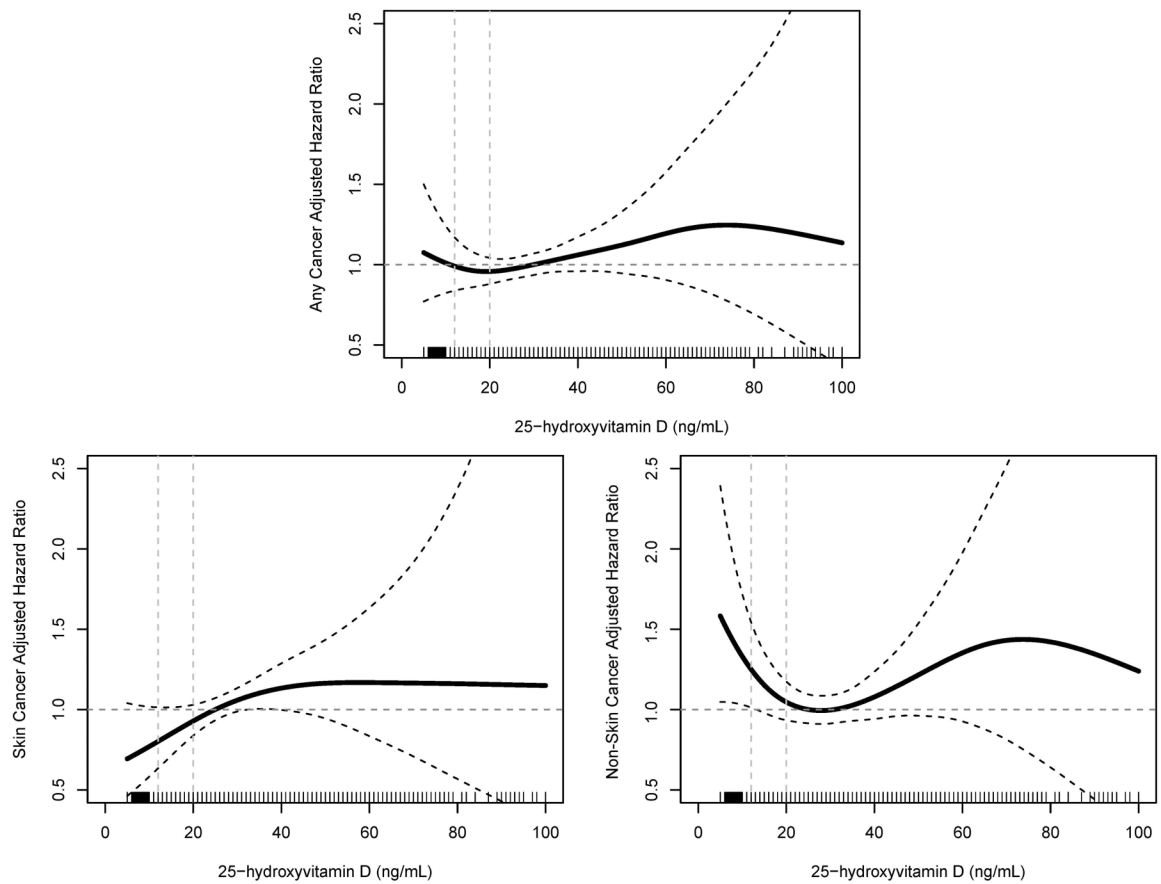 Any Cancer Adjusted Hazard Ratio
2.5
2.0
1.5
1.0
0.5
0 20 40 60 80 100
25−hydroxyvitamin D (ng/mL)
Skin Cancer Adjusted Hazard Ratio
2.5
2.0
1.5
1.0
0.5
0 20 40 60 80 100
25−hydroxyvitamin D (ng/mL)
Non-Skin Cancer Adjusted Hazard Ratio
2.5
2.0
1.5
1.0
0.5
0 20 40 60 80 100
25−hydroxyvitamin D (ng/mL)